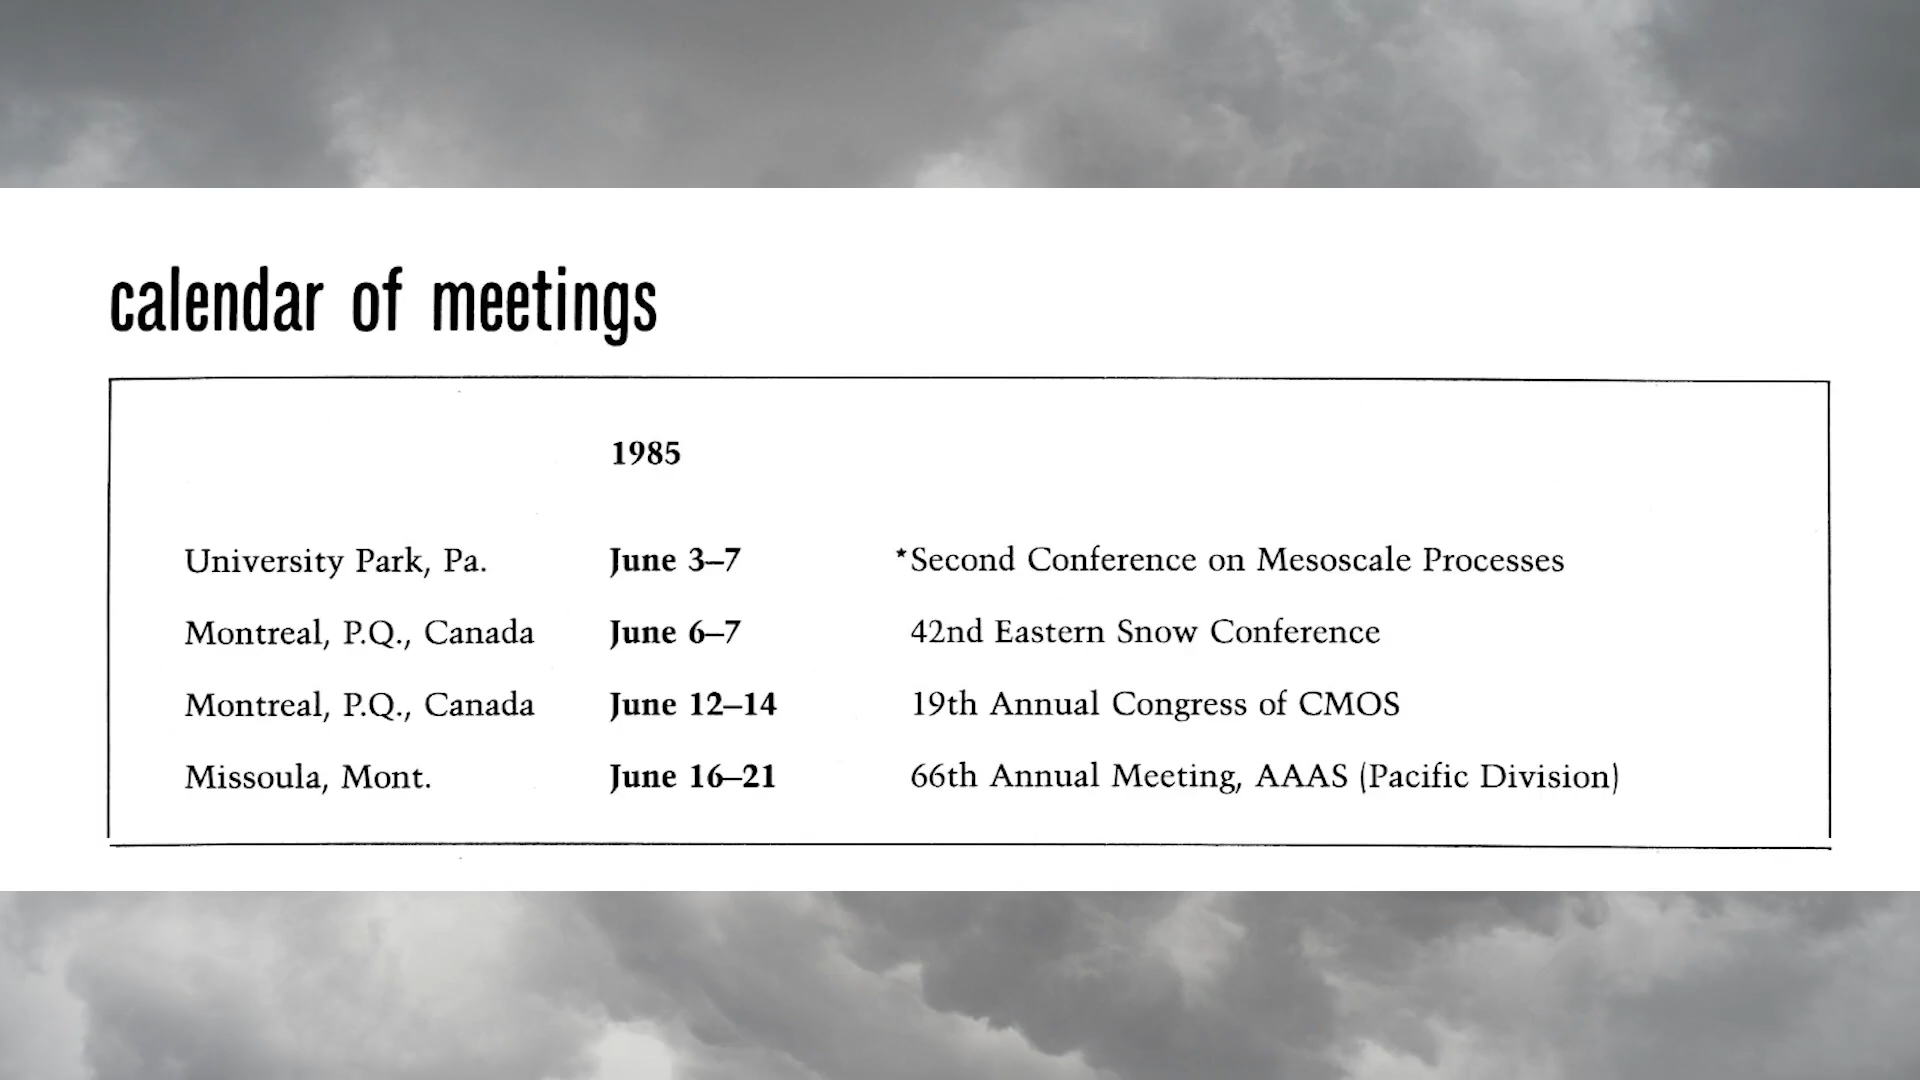 calendar of meetings
1985
University Park, Pa. June 3–7 *Second Conference on Mesoscale Processes
Montreal, P.Q., Canada June 6–7 42nd Eastern Snow Conference
Montreal, P.Q., Canada June 12–14 19th Annual Congress of CMOS
Missoula, Mont. June 16–21 66th Annual Meeting, AAAS (Pacific Division)